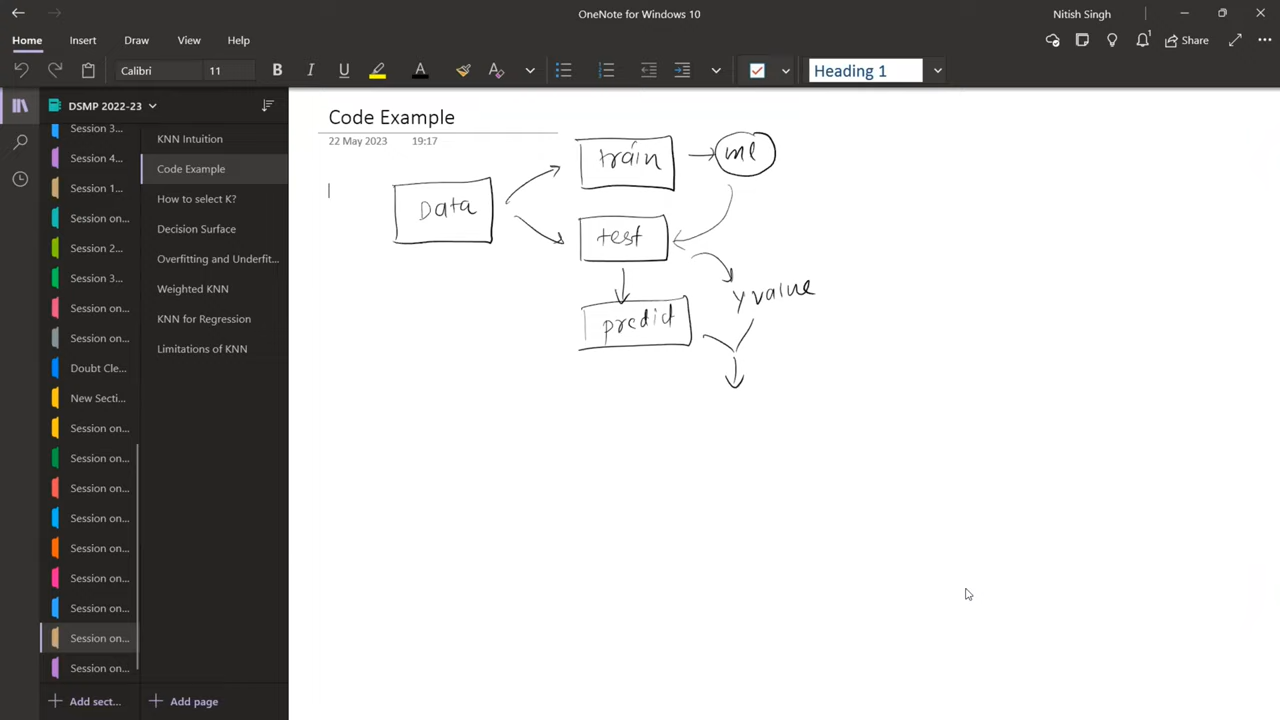 OneNote for Windows 10
Nitish Singh
Home
Insert
Draw
View
Help
Share
Calibri
11
B
I
U
A
Heading 1
DSMP 2022-23
Session 3...
Session 4...
Session 1...
Session on...
Session 2...
Session 3...
Session on...
Session on...
Doubt Cle...
New Secti...
Session on...
Session on...
Session on...
Session on...
Session on...
Session on...
Session on...
Session on...
Session on...
Add sect...
KNN Intuition
Code Example
How to select K?
Decision Surface
Overfitting and Underfit...
Weighted KNN
KNN for Regression
Limitations of KNN
Add page
Code Example
22 May 2023 19:17
Data
train
ml
test
y value
predict